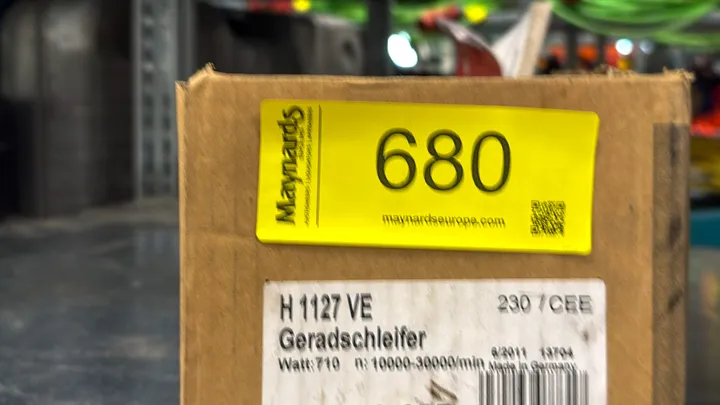 Maynards
680
maynardseurope.com
H 1127 VE
230 / CEE
Geradschleifer
Watt: 710 n: 10000-30000/min
8/2011 13704
Made in Germany